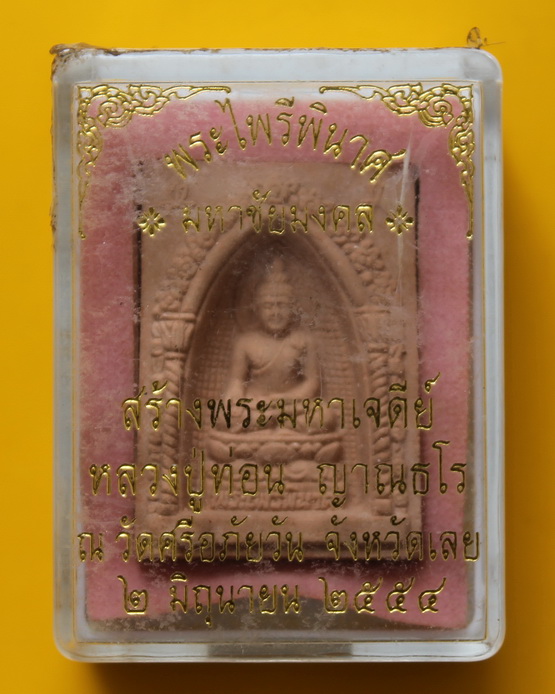 พระไพรีพินาศ
❋ มหาชัยมงคล ❋
สร้างพระมหาเจดีย์
หลวงปู่ท่อน ญาณธโร
ณ วัดศรีอภัยวัน จังหวัดเลย
๒ มิถุนายน ๒๕๕๔